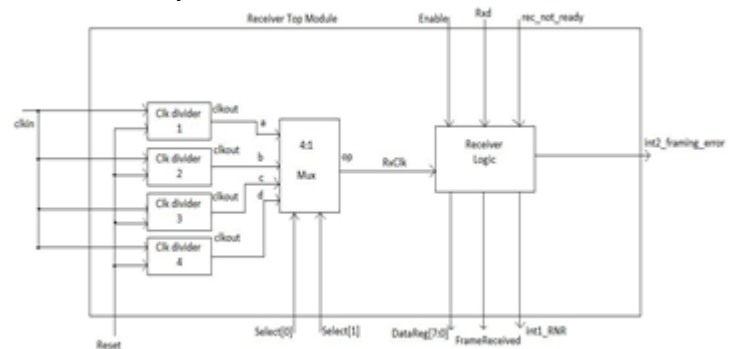 Receiver Top Module
Enable
Rxd
rec_not_ready
clkin
Clk divider
1
clkout
a
Clk divider
2
clkout
b
Clk divider
3
clkout
c
Clk divider
4
clkout
d
4:1
Mux
op
RxClk
Receiver
Logic
int2_framing_error
Reset
Select[0]
Select[1]
DataReg[7:0]
FrameReceived
int1_RNR